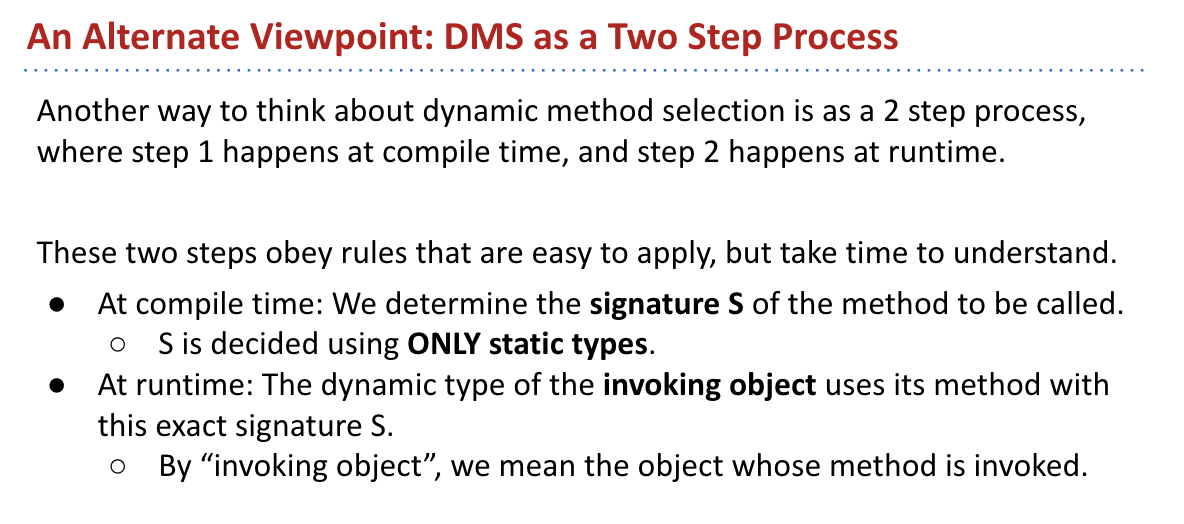 An Alternate Viewpoint: DMS as a Two Step Process
Another way to think about dynamic method selection is as a 2 step process,
where step 1 happens at compile time, and step 2 happens at runtime.
These two steps obey rules that are easy to apply, but take time to understand.
● At compile time: We determine the signature S of the method to be called.
○ S is decided using ONLY static types.
● At runtime: The dynamic type of the invoking object uses its method with
this exact signature S.
○ By “invoking object”, we mean the object whose method is invoked.